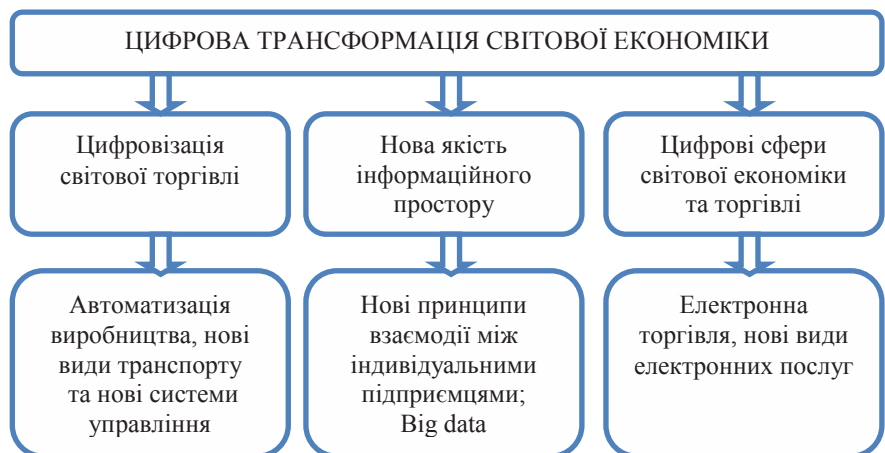 ЦИФРОВА ТРАНСФОРМАЦІЯ СВІТОВОЇ ЕКОНОМІКИ
Цифровізація
світової торгівлі
Нова якість
інформаційного
простору
Цифрові сфери
світової економіки
та торгівлі
Автоматизація
виробництва, нові
види транспорту
та нові системи
управління
Нові принципи
взаємодії між
індивідуальними
підприємцями;
Big data
Електронна
торгівля, нові види
електронних послуг